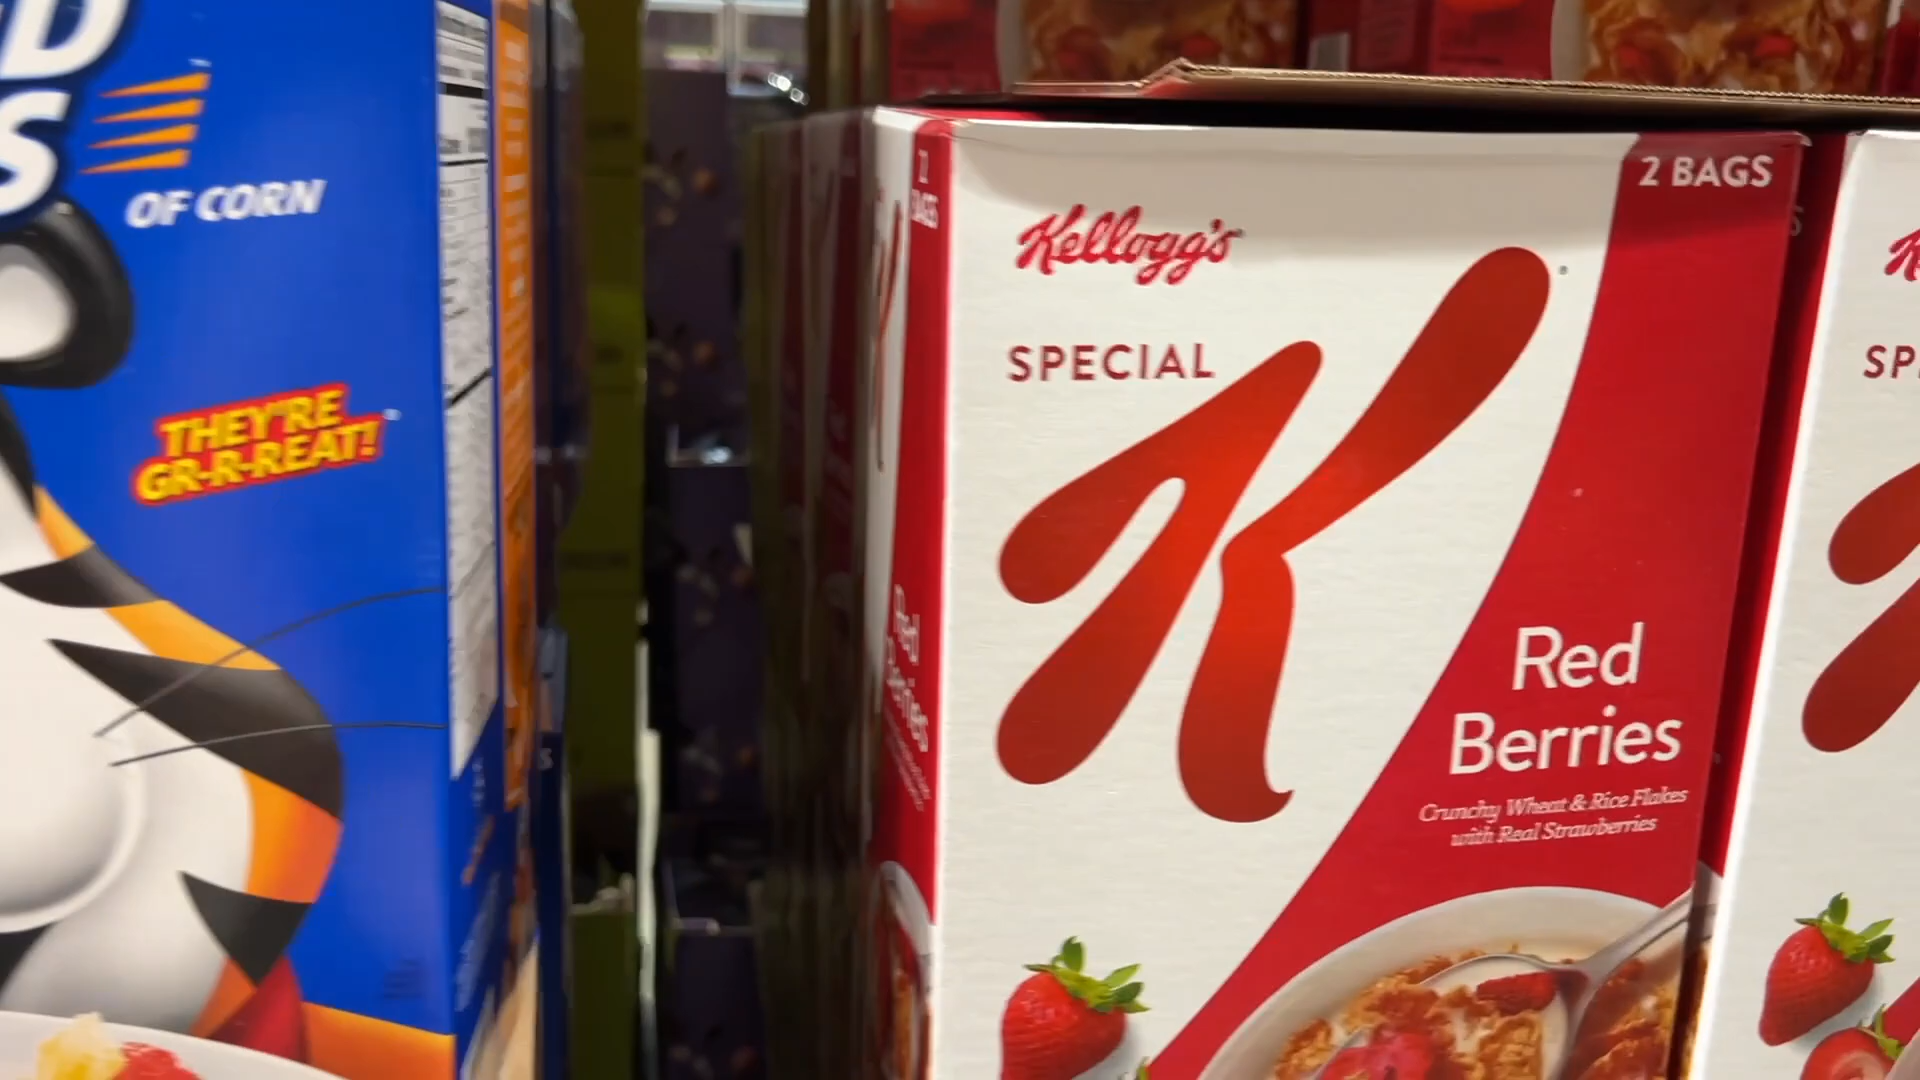 OF CORN
THEY'RE
GR-R-REAT!
2
BAGS
Red
Berries
Kellogg's
SPECIAL
K
2 BAGS
Red
Berries
Crunchy Wheat & Rice Flakes
with Real Strawberries